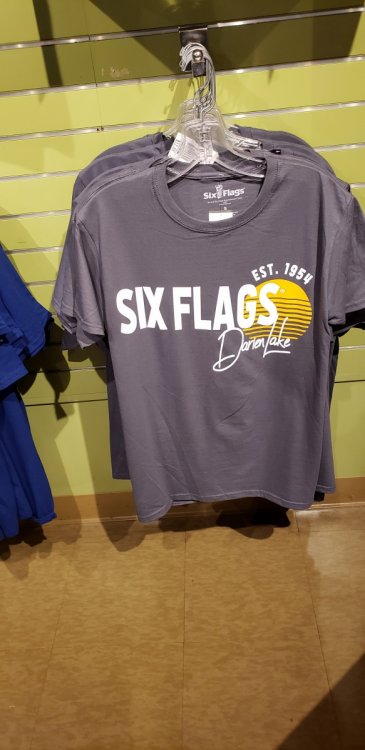 Six Flags
S
EST. 1954
SIX FLAGS
Darien Lake